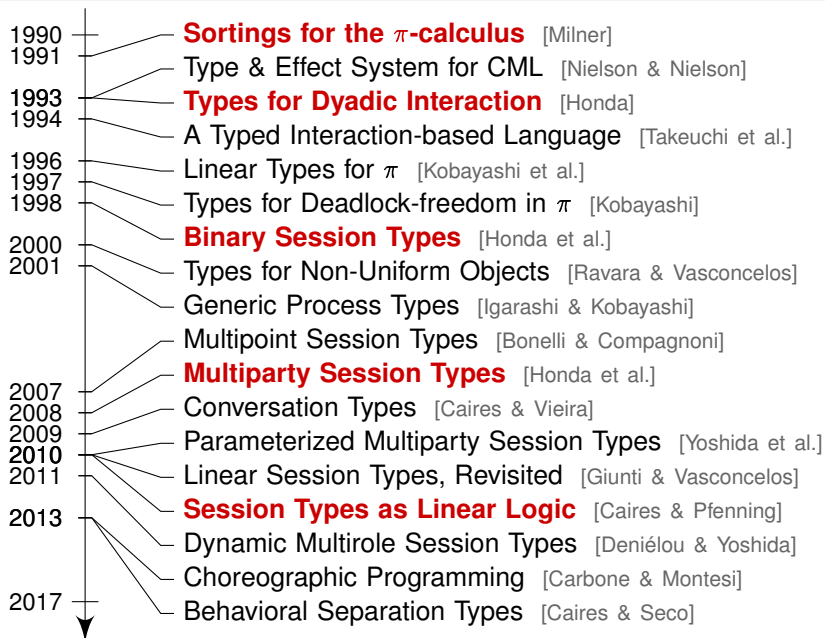 1990
Sortings for the π-calculus [Milner]
1991
Type & Effect System for CML [Nielson & Nielson]
1993
Types for Dyadic Interaction [Honda]
1994
A Typed Interaction-based Language [Takeuchi et al.]
1996
Linear Types for π [Kobayashi et al.]
1997
Types for Deadlock-freedom in π [Kobayashi]
1998
Binary Session Types [Honda et al.]
2000
Types for Non-Uniform Objects [Ravara & Vasconcelos]
2001
Generic Process Types [Igarashi & Kobayashi]
Multipoint Session Types [Bonelli & Compagnoni]
Multiparty Session Types [Honda et al.]
2007
Conversation Types [Caires & Vieira]
2008
2009
Parameterized Multiparty Session Types [Yoshida et al.]
2010
Linear Session Types, Revisited [Giunti & Vasconcelos]
2011
Session Types as Linear Logic [Caires & Pfenning]
2013
Dynamic Multirole Session Types [Deniélou & Yoshida]
Choreographic Programming [Carbone & Montesi]
2017
Behavioral Separation Types [Caires & Seco]